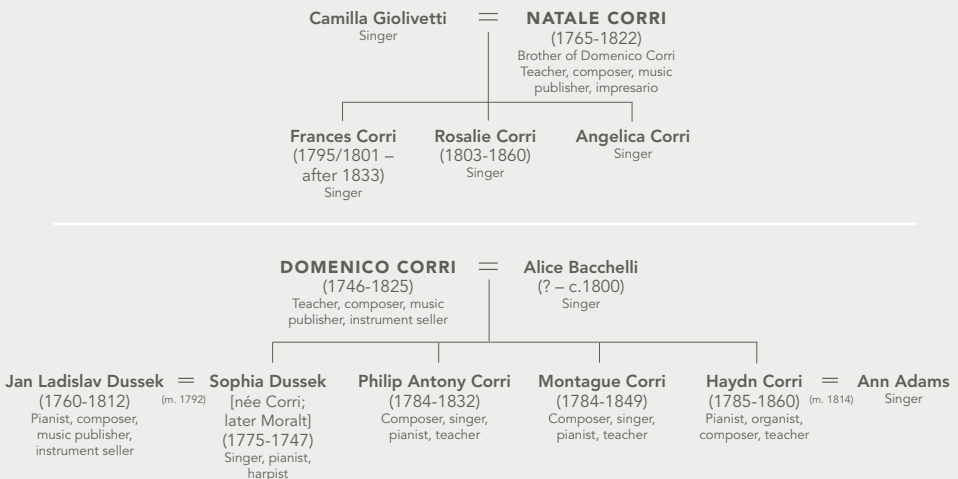 Camilla Giolivetti
Singer
NATALE CORRI
(1765-1822)
Brother of Domenico Corri
Teacher, composer, music
publisher, impresario
Frances Corri
(1795/1801 –
after 1833)
Singer
Rosalie Corri
(1803-1860)
Singer
Angelica Corri
Singer
DOMENICO CORRI
(1746-1825)
Teacher, composer, music
publisher, instrument seller
Alice Bacchelli
(? – c.1800)
Singer
Jan Ladislav Dussek
(1760-1812)
Pianist, composer,
music publisher,
instrument seller
(m. 1792)
Sophia Dussek
[née Corri;
later Moralt]
(1775-1747)
Singer, pianist,
harpist
Philip Antony Corri
(1784-1832)
Composer, singer,
pianist, teacher
Montague Corri
(1784-1849)
Composer, singer,
pianist, teacher
Haydn Corri
(1785-1860)
Pianist, organist,
composer, teacher
(m. 1814)
Ann Adams
Singer